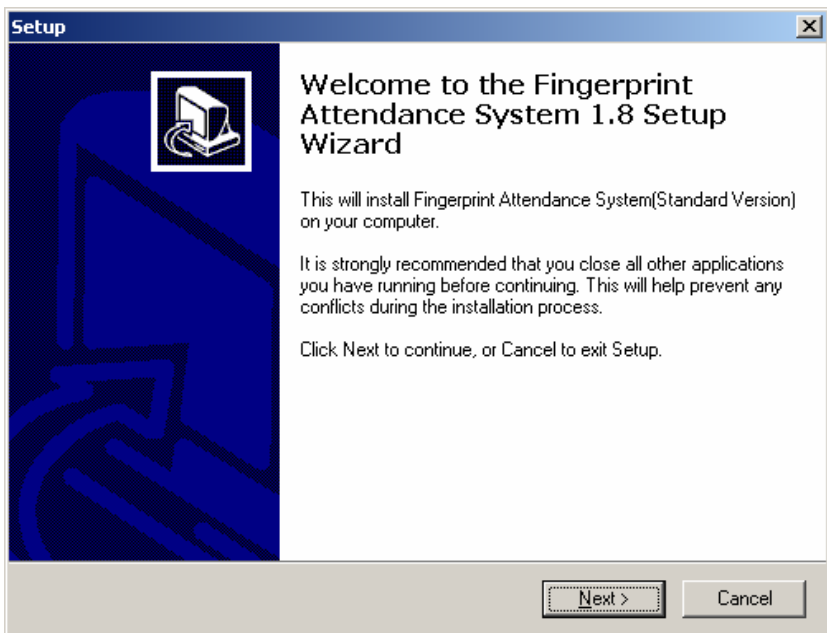 Setup
Welcome to the Fingerprint
Attendance System 1.8 Setup
Wizard
This will install Fingerprint Attendance System(Standard Version)
on your computer.
It is strongly recommended that you close all other applications
you have running before continuing. This will help prevent any
conflicts during the installation process.
Click Next to continue, or Cancel to exit Setup.
Next >
Cancel